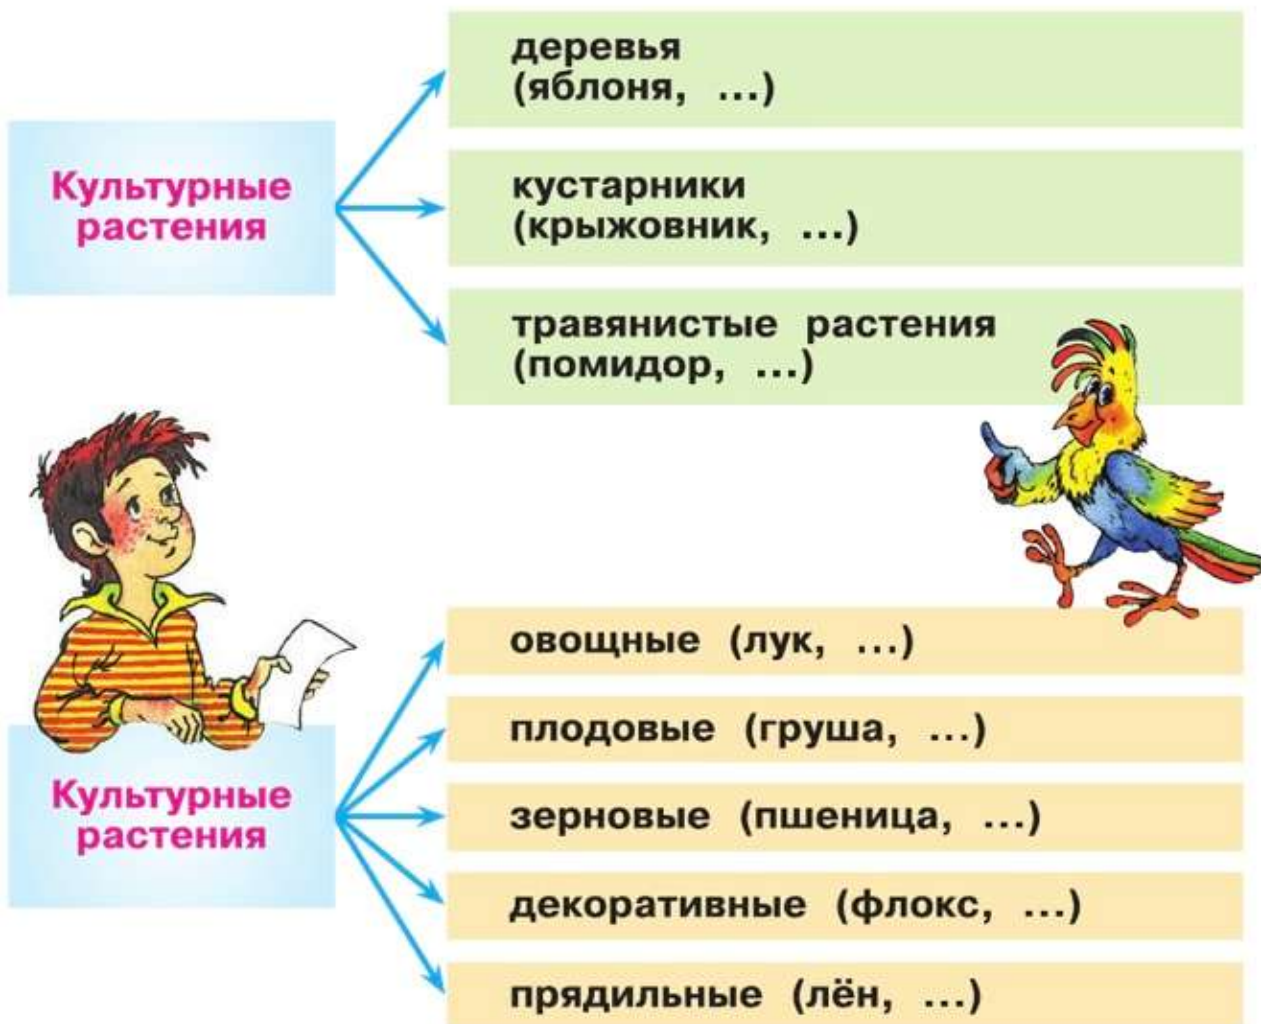 деревья
(яблоня, ...)
Культурные
растения
кустарники
(крыжовник, ...)
травянистые растения
(помидор, ...)
овощные (лук, ...)
плодовые (груша, ...)
Культурные
растения
зерновые (пшеница, ...)
декоративные (флокс, ...)
прядильные (лён, ...)